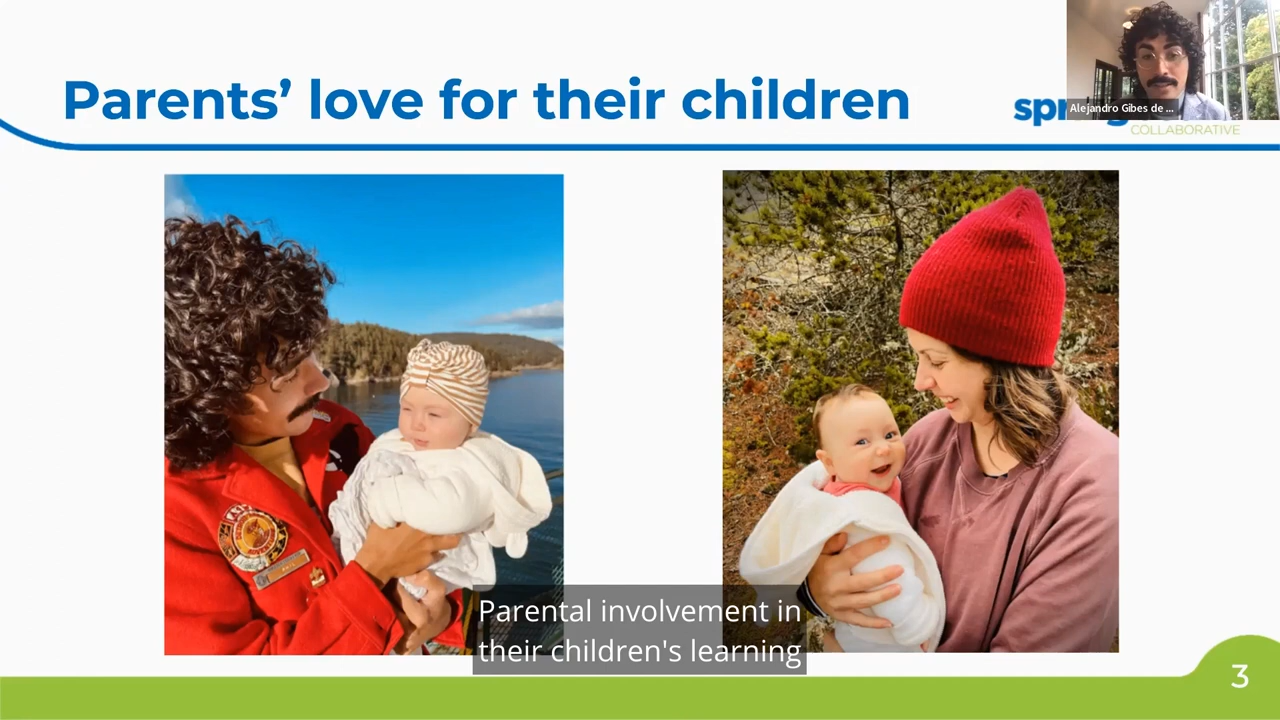 Parents’ love for their children
Alejandro Gibes de ...
COLLABORATIVE
Parental involvement in
their children's learning
3